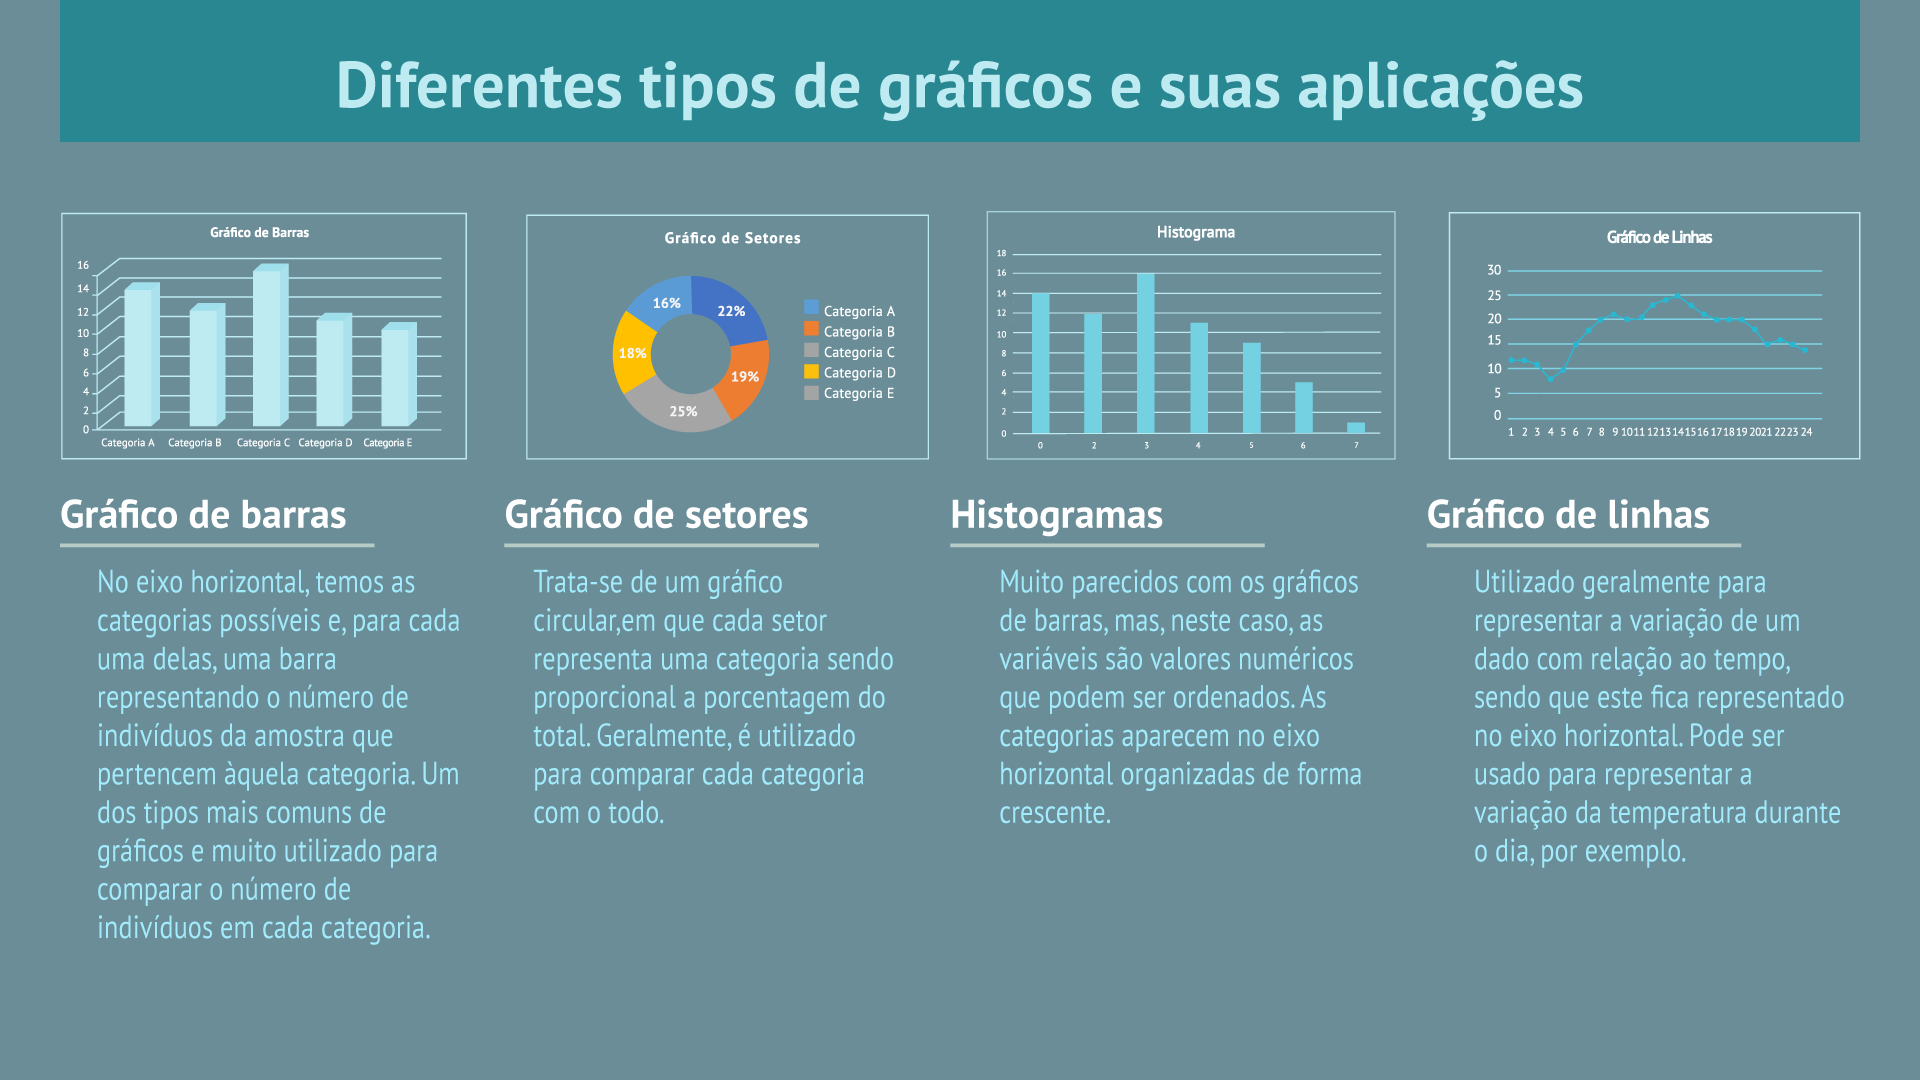 Diferentes tipos de gráficos e suas aplicações
Gráfico de Barras
16
14
12
10
8
6
4
2
0
Categoria A Categoria B Categoria C Categoria D Categoria E
Gráfico de Setores
16%
22%
18%
19%
25%
Categoria A
Categoria B
Categoria C
Categoria D
Categoria E
Histograma
18
16
14
12
10
8
6
4
2
0
0 2 3 4 5 6 7
Gráfico de Linhas
30
25
20
15
10
5
0
1 2 3 4 5 6 7 8 9 10 11 12 13 14 15 16 17 18 19 20 21 22 23 24
Gráfico de barras
No eixo horizontal, temos as
categorias possíveis e, para cada
uma delas, uma barra
representando o número de
indivíduos da amostra que
pertencem àquela categoria. Um
dos tipos mais comuns de
gráficos e muito utilizado para
comparar o número de
indivíduos em cada categoria.
Gráfico de setores
Trata-se de um gráfico
circular,em que cada setor
representa uma categoria sendo
proporcional a porcentagem do
total. Geralmente, é utilizado
para comparar cada categoria
com o todo.
Histogramas
Muito parecidos com os gráficos
de barras, mas, neste caso, as
variáveis são valores numéricos
que podem ser ordenados. As
categorias aparecem no eixo
horizontal organizadas de forma
crescente.
Gráfico de linhas
Utilizado geralmente para
representar a variação de um
dado com relação ao tempo,
sendo que este fica representado
no eixo horizontal. Pode ser
usado para representar a
variação da temperatura durante
o dia, por exemplo.